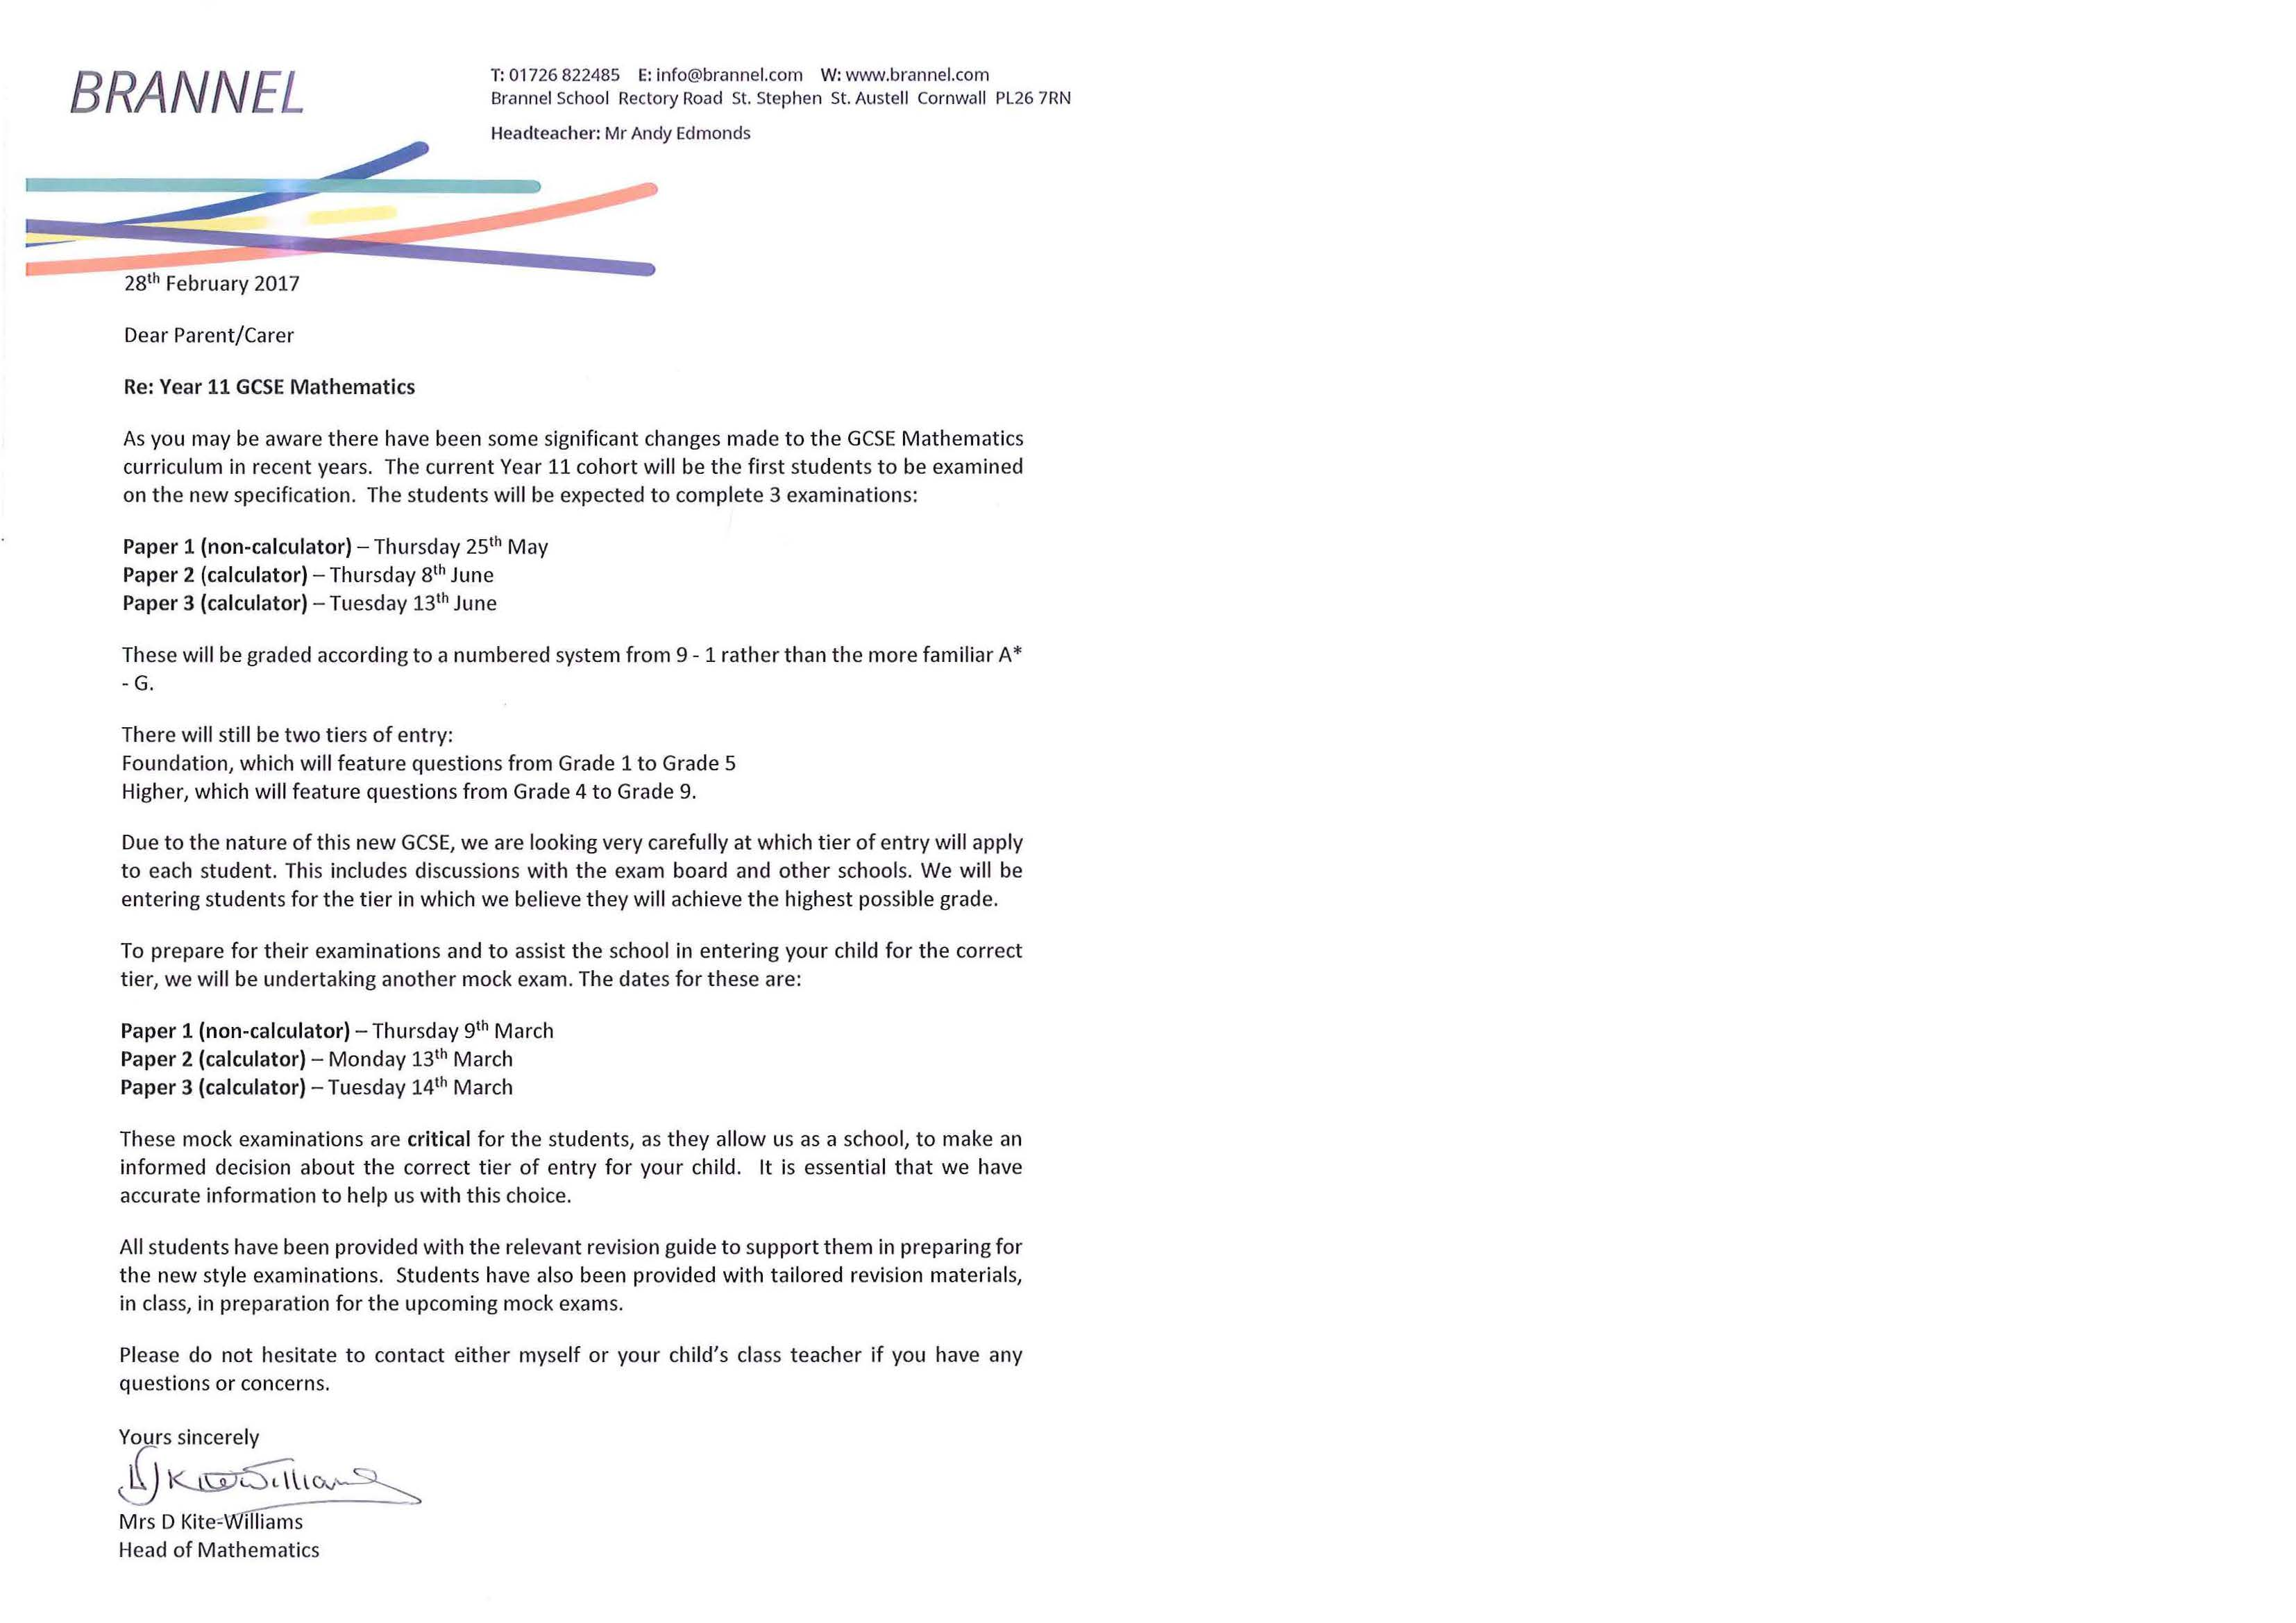 BRANNEL
T: 01726 822485 E: info@brannel.com W: www.brannel.com
Brannel School Rectory Road St. Stephen St. Austell Cornwall PL26 7RN
Headteacher: Mr Andy Edmonds
28th February 2017
Dear Parent/Carer
Re: Year 11 GCSE Mathematics
As you may be aware there have been some significant changes made to the GCSE Mathematics
curriculum in recent years. The current Year 11 cohort will be the first students to be examined
on the new specification. The students will be expected to complete 3 examinations:
Paper 1 (non-calculator) – Thursday 25th May
Paper 2 (calculator) – Thursday 8th June
Paper 3 (calculator) – Tuesday 13th June
These will be graded according to a numbered system from 9 - 1 rather than the more familiar A*
- G.
There will still be two tiers of entry:
Foundation, which will feature questions from Grade 1 to Grade 5
Higher, which will feature questions from Grade 4 to Grade 9.
Due to the nature of this new GCSE, we are looking very carefully at which tier of entry will apply
to each student. This includes discussions with the exam board and other schools. We will be
entering students for the tier in which we believe they will achieve the highest possible grade.
To prepare for their examinations and to assist the school in entering your child for the correct
tier, we will be undertaking another mock exam. The dates for these are:
Paper 1 (non-calculator) – Thursday 9th March
Paper 2 (calculator) – Monday 13th March
Paper 3 (calculator) – Tuesday 14th March
These mock examinations are critical for the students, as they allow us as a school, to make an
informed decision about the correct tier of entry for your child. It is essential that we have
accurate information to help us with this choice.
All students have been provided with the relevant revision guide to support them in preparing for
the new style examinations. Students have also been provided with tailored revision materials,
in class, in preparation for the upcoming mock exams.
Please do not hesitate to contact either myself or your child's class teacher if you have any
questions or concerns.
Yours sincerely
DJ Kite-Williams
Mrs D Kite-Williams
Head of Mathematics